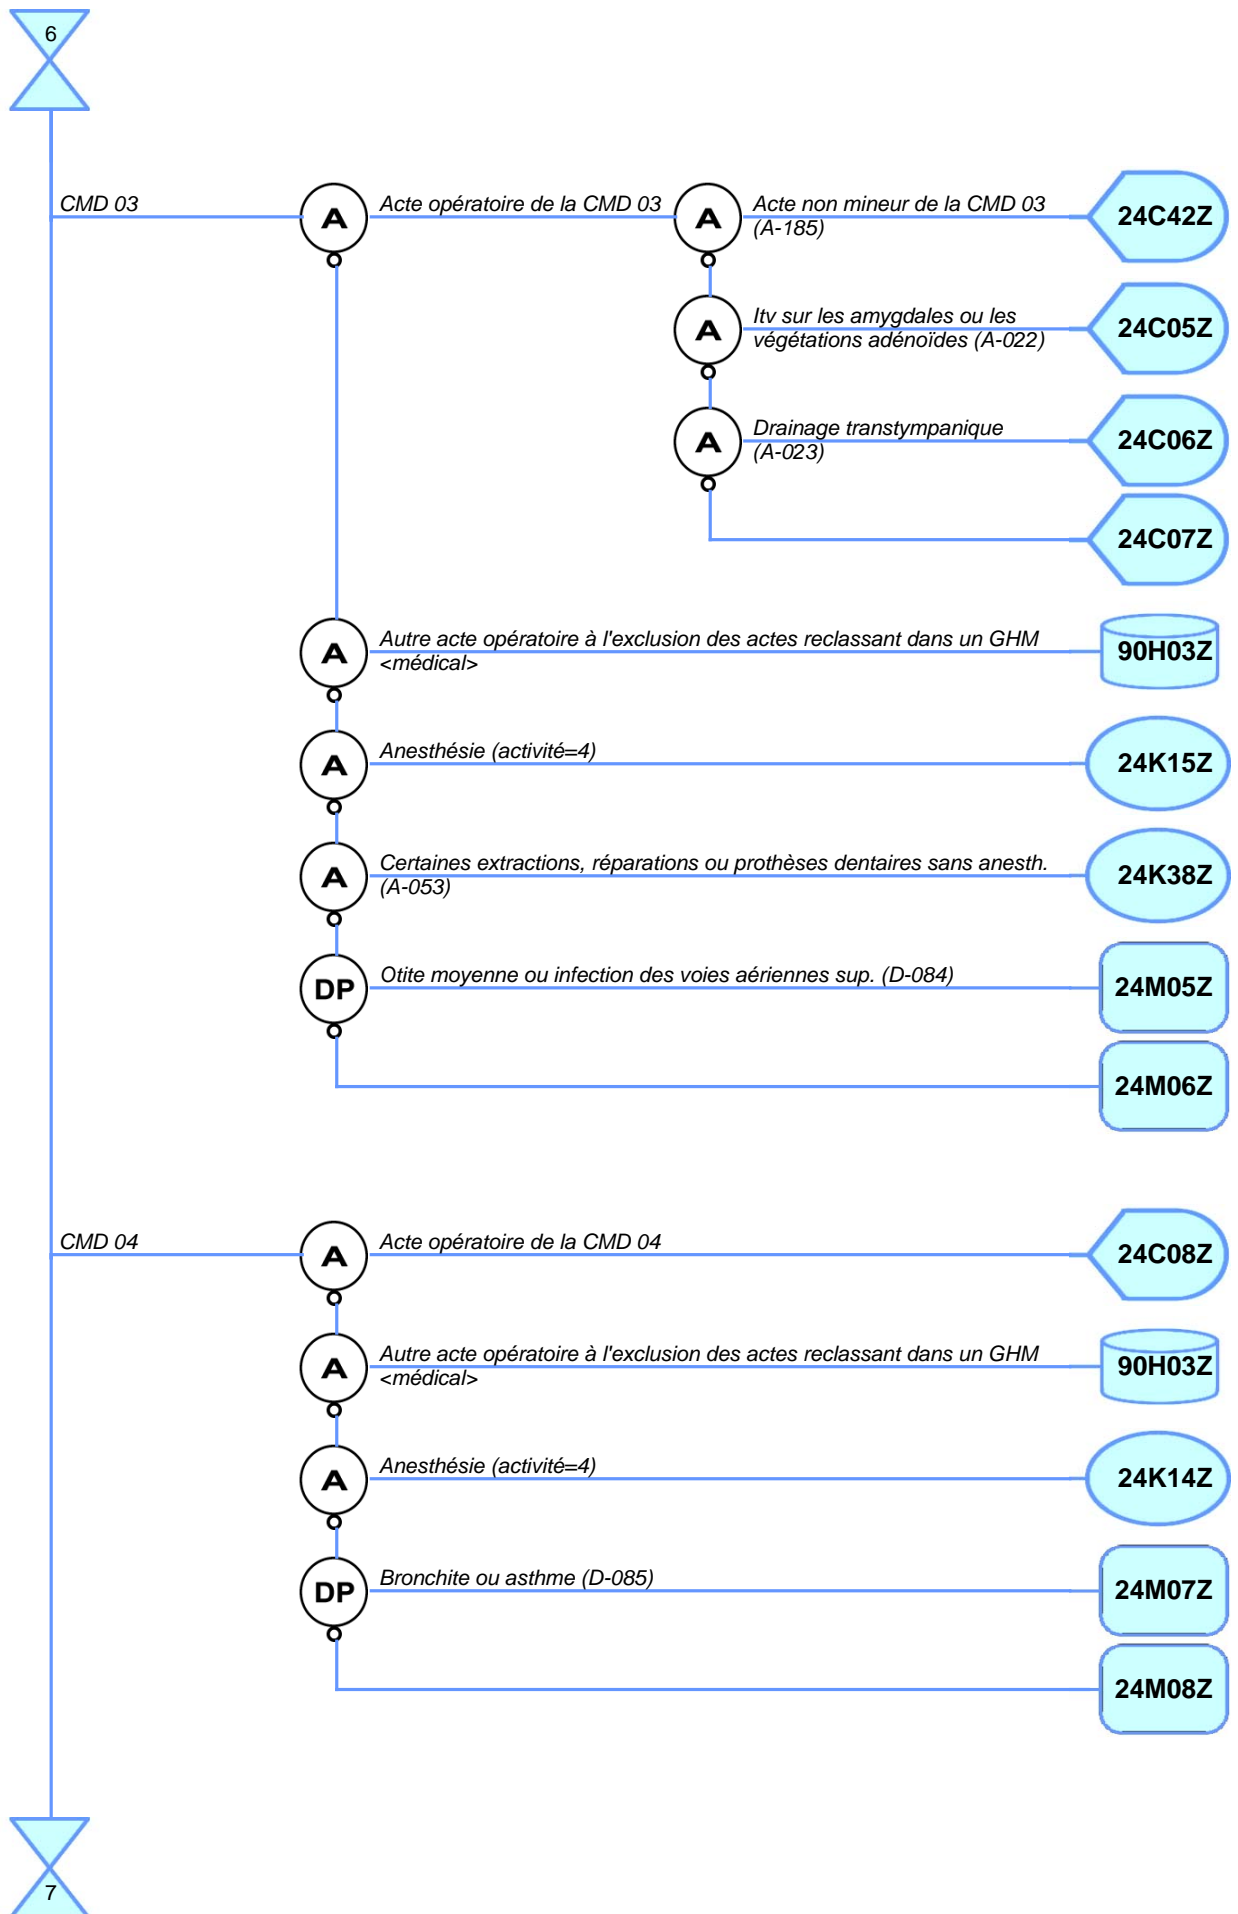 6
CMD 03
A
Acte opératoire de la CMD 03
A
Acte non mineur de la CMD 03
(A-185)
24C42Z
A
Itv sur les amygdales ou les
végétations adénoïdes (A-022)
24C05Z
A
Drainage transtympanique
(A-023)
24C06Z
24C07Z
A
Autre acte opératoire à l'exclusion des actes reclassant dans un GHM
<médical>
90H03Z
A
Anesthésie (activité=4)
24K15Z
A
Certaines extractions, réparations ou prothèses dentaires sans anesth.
(A-053)
24K38Z
DP
Otite moyenne ou infection des voies aériennes sup. (D-084)
24M05Z
24M06Z
CMD 04
A
Acte opératoire de la CMD 04
24C08Z
A
Autre acte opératoire à l'exclusion des actes reclassant dans un GHM
<médical>
90H03Z
A
Anesthésie (activité=4)
24K14Z
DP
Bronchite ou asthme (D-085)
24M07Z
24M08Z
7